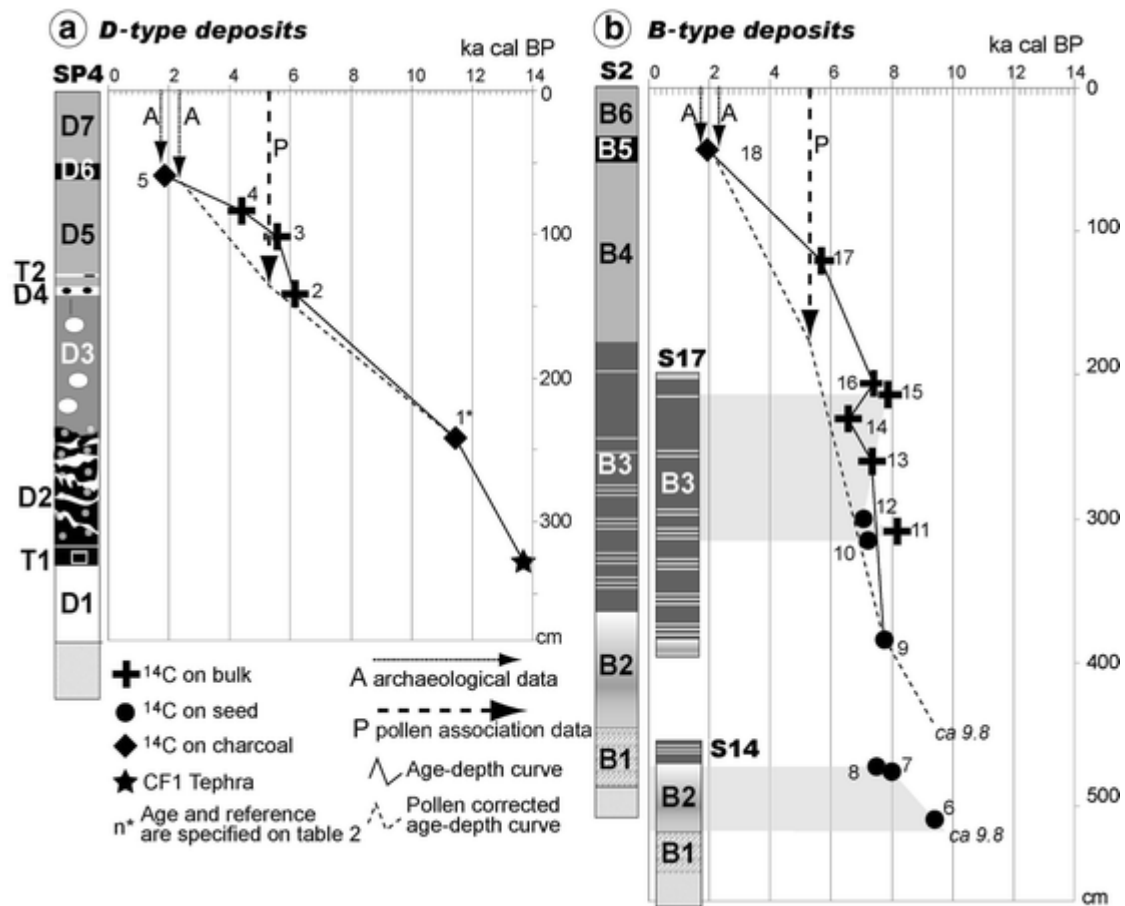 a D-type deposits
ka cal BP
SP4 0 2 4 6 8 10 12 14
0
A A
D7
P
D6
5 4
3
D5
100
T2
2
D4
D3
200
1*
D2
300
T1
D1
cm
14C on bulk
14C on seed
14C on charcoal
CF1 Tephra
n* Age and reference
are specified on table 2
A archaeological data
P pollen association data
Age-depth curve
Pollen corrected
age-depth curve
b B-type deposits
ka cal BP
S2 0 2 4 6 8 10 12 14
0
B6
A A
B5
18
P
100
B4
17
200
S17
16 15
14
B3
B3
13
12
11
300
10
9
B2
400
ca 9.8
S14
B1
8 7
B2
500
6
ca 9.8
B1
cm